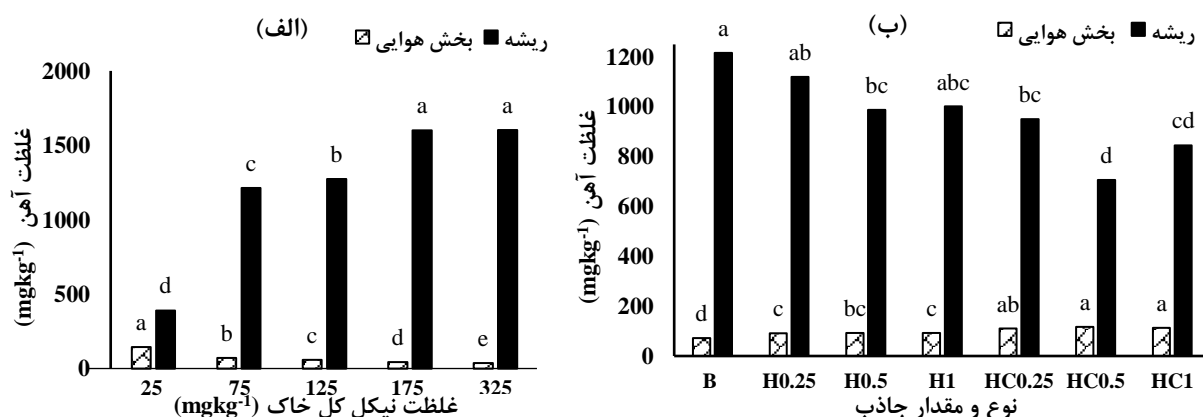 (الف)
بخش هوایی ریشه
غلظت آهن (mgkg-1)
2000
1500
1000
500
0
a d
b c
c b
d a
e a
25 75 125 175 325
غلظت نیکل کل خاک (mgkg-1)
(ب)
بخش هوایی ریشه
غلظت آهن (mgkg-1)
1200
1000
800
600
400
200
0
d a
c ab
bc bc
c abc
ab bc
a d
a cd
B H0.25 H0.5 H1 HC0.25 HC0.5 HC1
نوع و مقدار جاذب